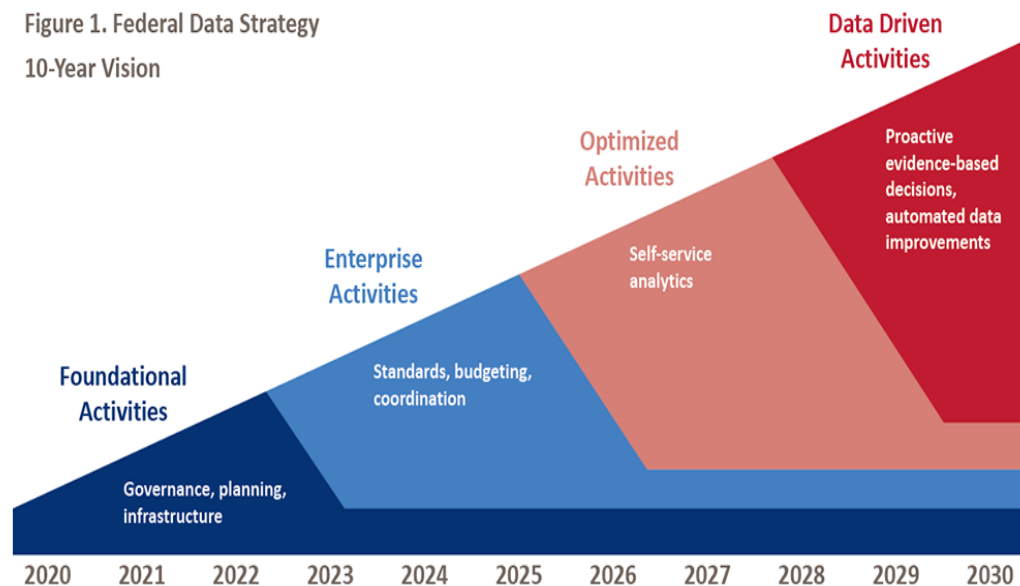 Figure 1. Federal Data Strategy
10-Year Vision
Data Driven
Activities
Proactive
evidence-based
decisions,
automated data
improvements
Optimized
Activities
Self-service
analytics
Enterprise
Activities
Standards, budgeting,
coordination
Foundational
Activities
Governance, planning,
infrastructure
2020 2021 2022 2023 2024 2025 2026 2027 2028 2029 2030